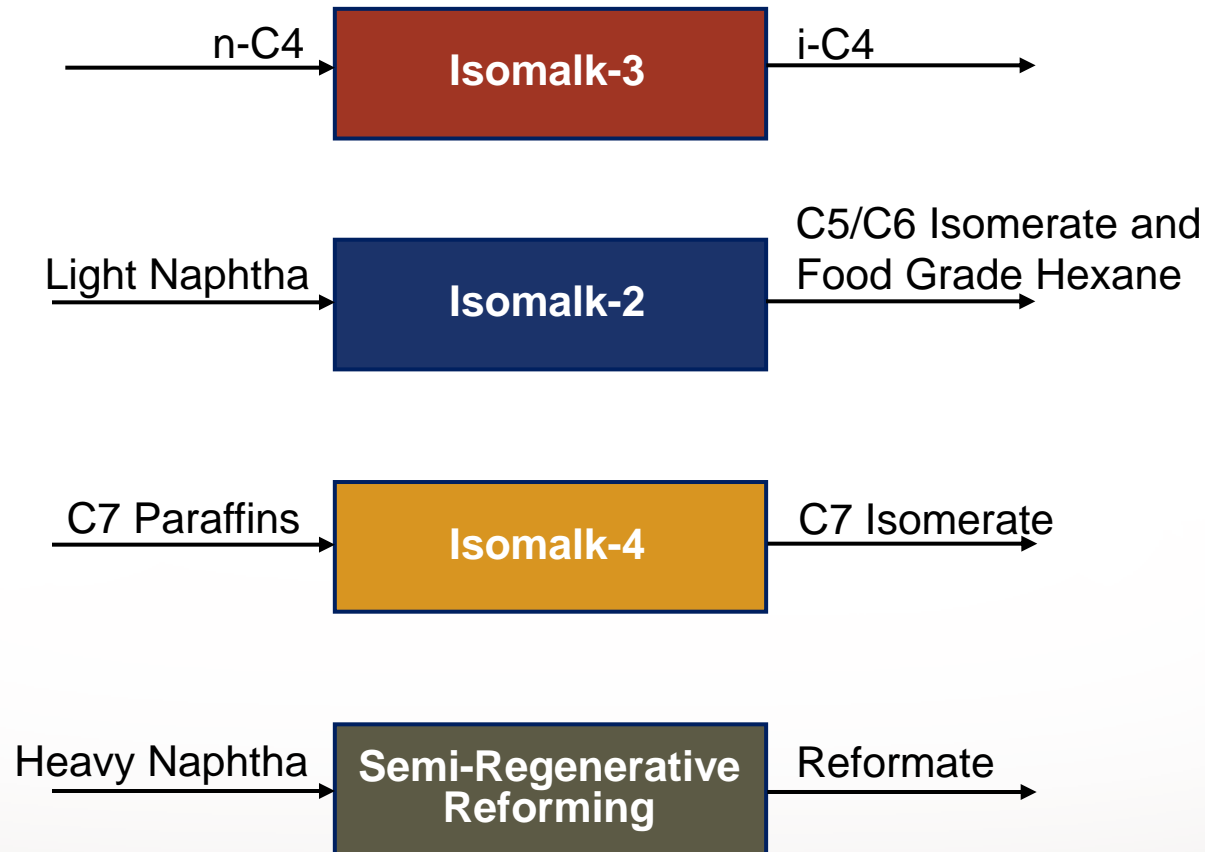 n-C4
Isomalk-3
i-C4
Light Naphtha
Isomalk-2
C5/C6 Isomerate and
Food Grade Hexane
C7 Paraffins
Isomalk-4
C7 Isomerate
Heavy Naphtha
Semi-Regenerative
Reforming
Reformate